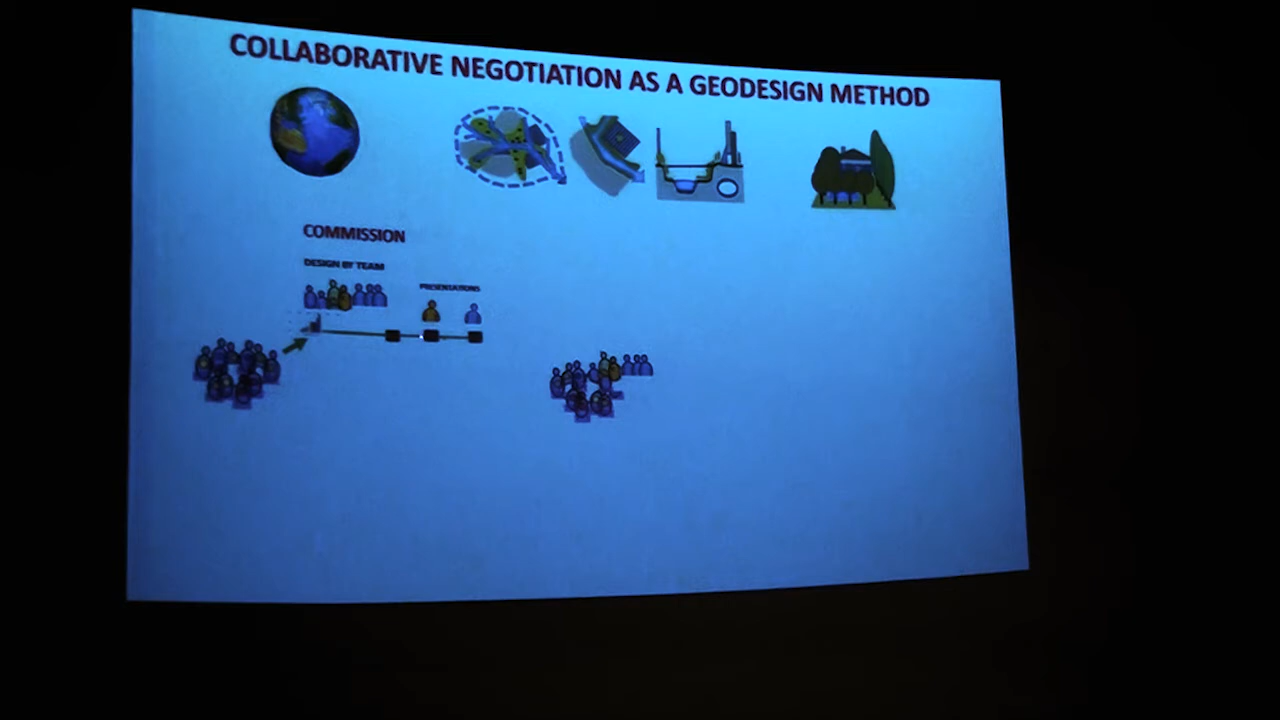 COLLABORATIVE NEGOTIATION AS A GEODESIGN METHOD
COMMISSION
DESIGN BY TEAM
PRESENTATIONS